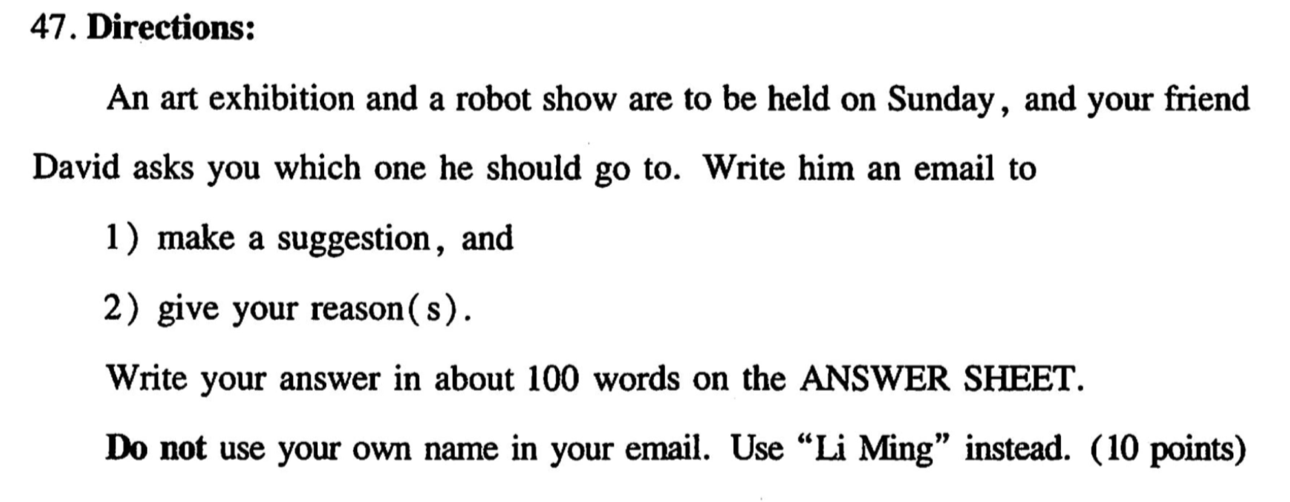 47. Directions:
An art exhibition and a robot show are to be held on Sunday, and your friend
David asks you which one he should go to. Write him an email to
1) make a suggestion, and
2) give your reason(s).
Write your answer in about 100 words on the ANSWER SHEET.
Do not use your own name in your email. Use “Li Ming” instead. (10 points)